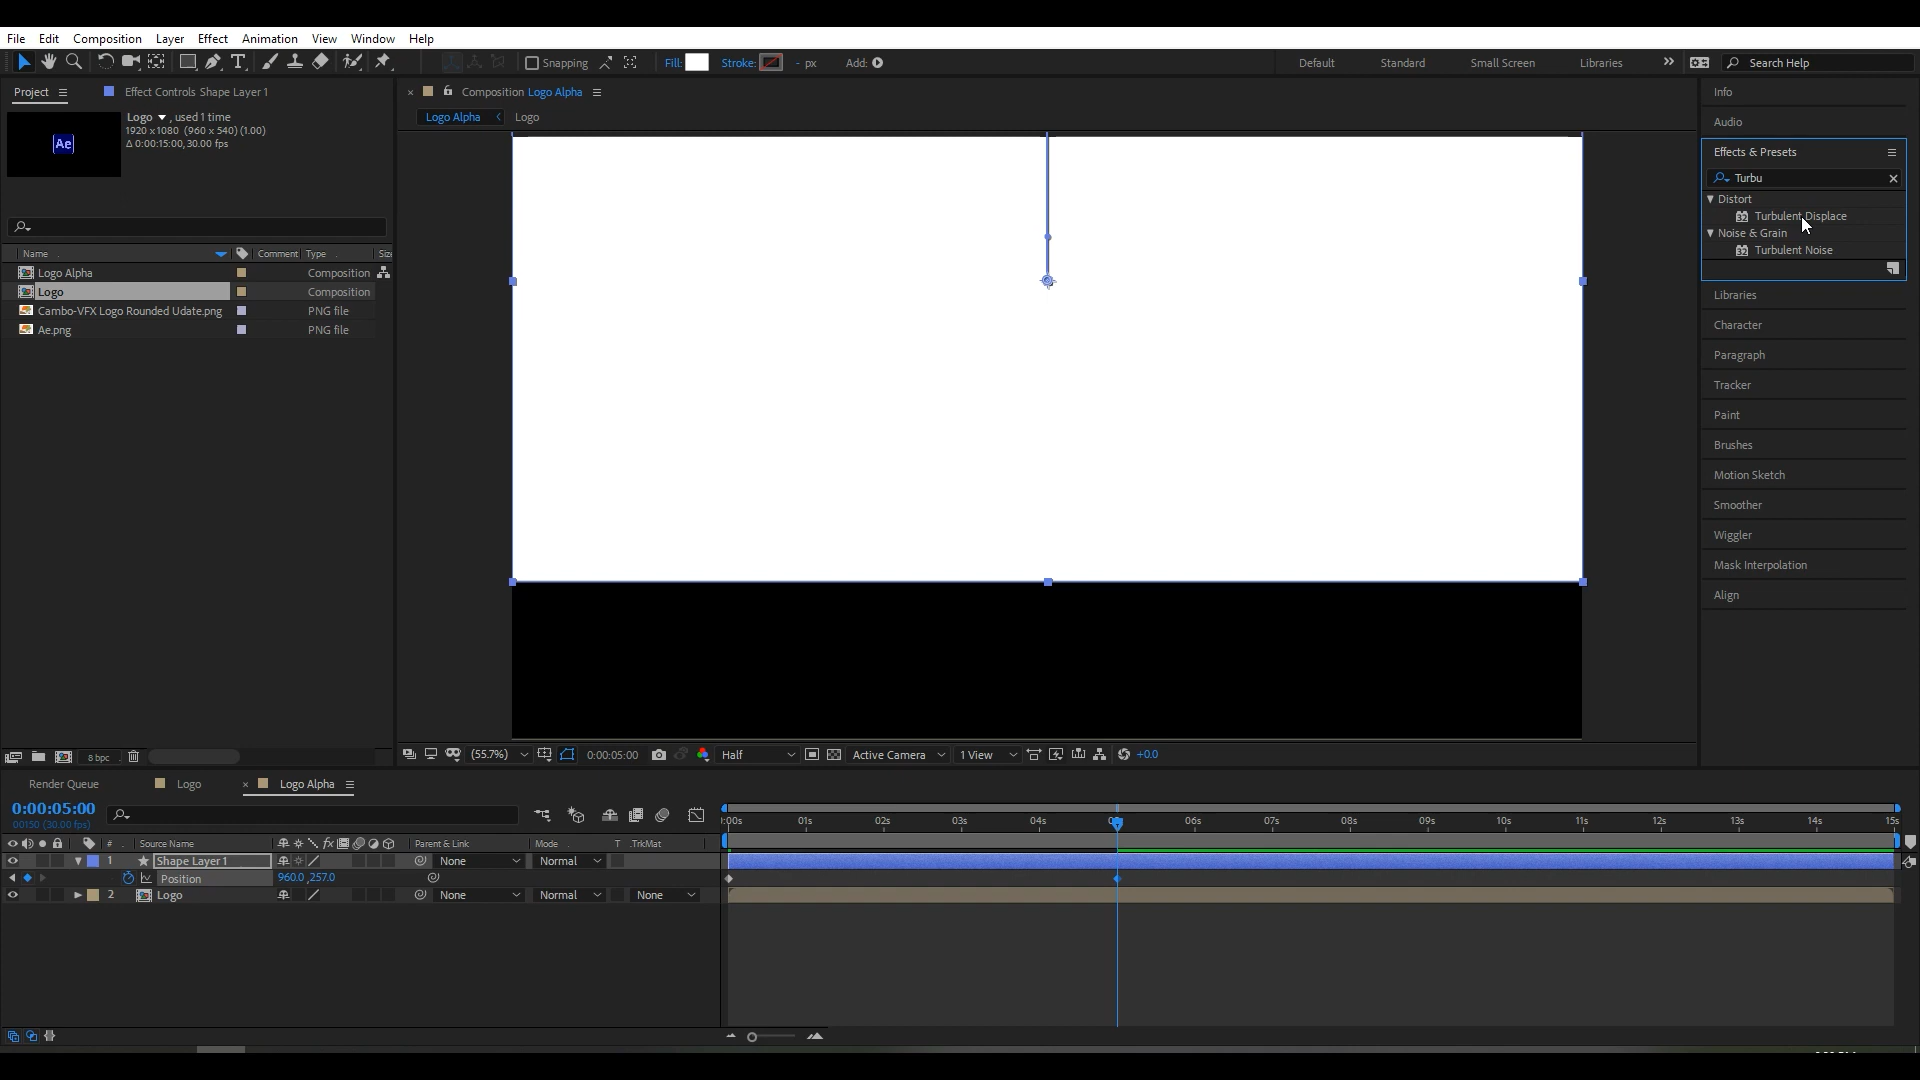 File Edit Composition Layer Effect Animation View Window Help
Snapping Fill: Stroke: - px Add: Default Standard Small Screen Libraries » Search Help
Project Effect Controls Shape Layer 1
Logo , used 1 time
1920 x 1080 (960 x 540) (1.00)
Δ 0:00:15:00, 30.00 fps
Ae
Name Comment Type Siz
Logo Alpha Composition
Logo Composition
Cambo-VFX Logo Rounded Udate.png PNG file
Ae.png PNG file
8 bpc
× Composition Logo Alpha
Logo Alpha < Logo
(55.7%) 0:00:05:00 Half Active Camera 1 View +0.0
Info
Audio
Effects & Presets
Turbu ×
Distort
32 Turbulent Displace
Noise & Grain
32 Turbulent Noise
Libraries
Character
Paragraph
Tracker
Paint
Brushes
Motion Sketch
Smoother
Wiggler
Mask Interpolation
Align
Render Queue Logo × Logo Alpha
0:00:05:00
00150 (30.00 fps)
# Source Name fx Parent & Link Mode T .TrkMat
1 Shape Layer 1 None Normal
Position 960.0 ,257.0
2 Logo None Normal None
):00s 01s 02s 03s 04s 06s 07s 08s 09s 10s 11s 12s 13s 14s 15s